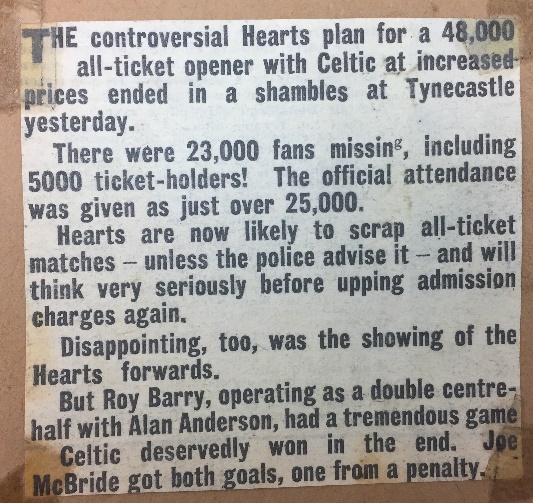 THE controversial Hearts plan for a 48,000
all-ticket opener with Celtic at increased
prices ended in a shambles at Tynecastle
yesterday.
There were 23,000 fans missing, including
5000 ticket-holders! The official attendance
was given as just over 25,000.
Hearts are now likely to scrap all-ticket
matches – unless the police advise it – and will
think very seriously before upping admission
charges again.
Disappointing, too, was the showing of the
Hearts forwards.
But Roy Barry, operating as a double centre-
half with Alan Anderson, had a tremendous game
Celtic deservedly won in the end. Joe
McBride got both goals, one from a penalty.